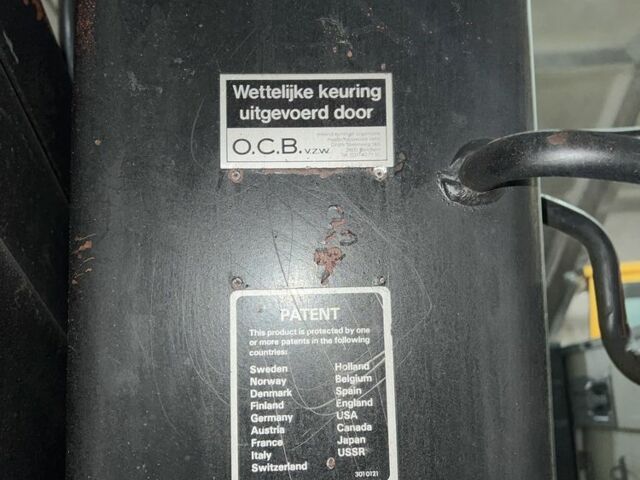 Wettelijke keuring
uitgevoerd door
O.C.B. v.z.w.
PATENT
This product is protected by one
or more patents in the following
countries:
Sweden Holland
Norway Belgium
Denmark Spain
Finland England
Germany USA
Austria Canada
France Japan
Italy USSR
Switzerland
3010121